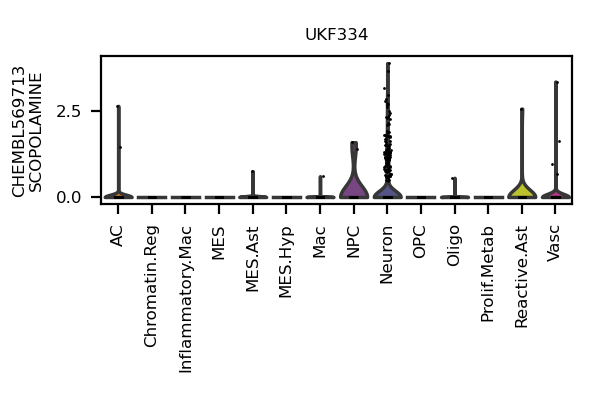 UKF334
CHEMBL569713
SCOPOLAMINE
2.5
0.0
AC
Chromatin.Reg
Inflammatory.Mac
MES
MES.Ast
MES.Hyp
Mac
NPC
Neuron
OPC
Oligo
Prolif.Metab
Reactive.Ast
Vasc